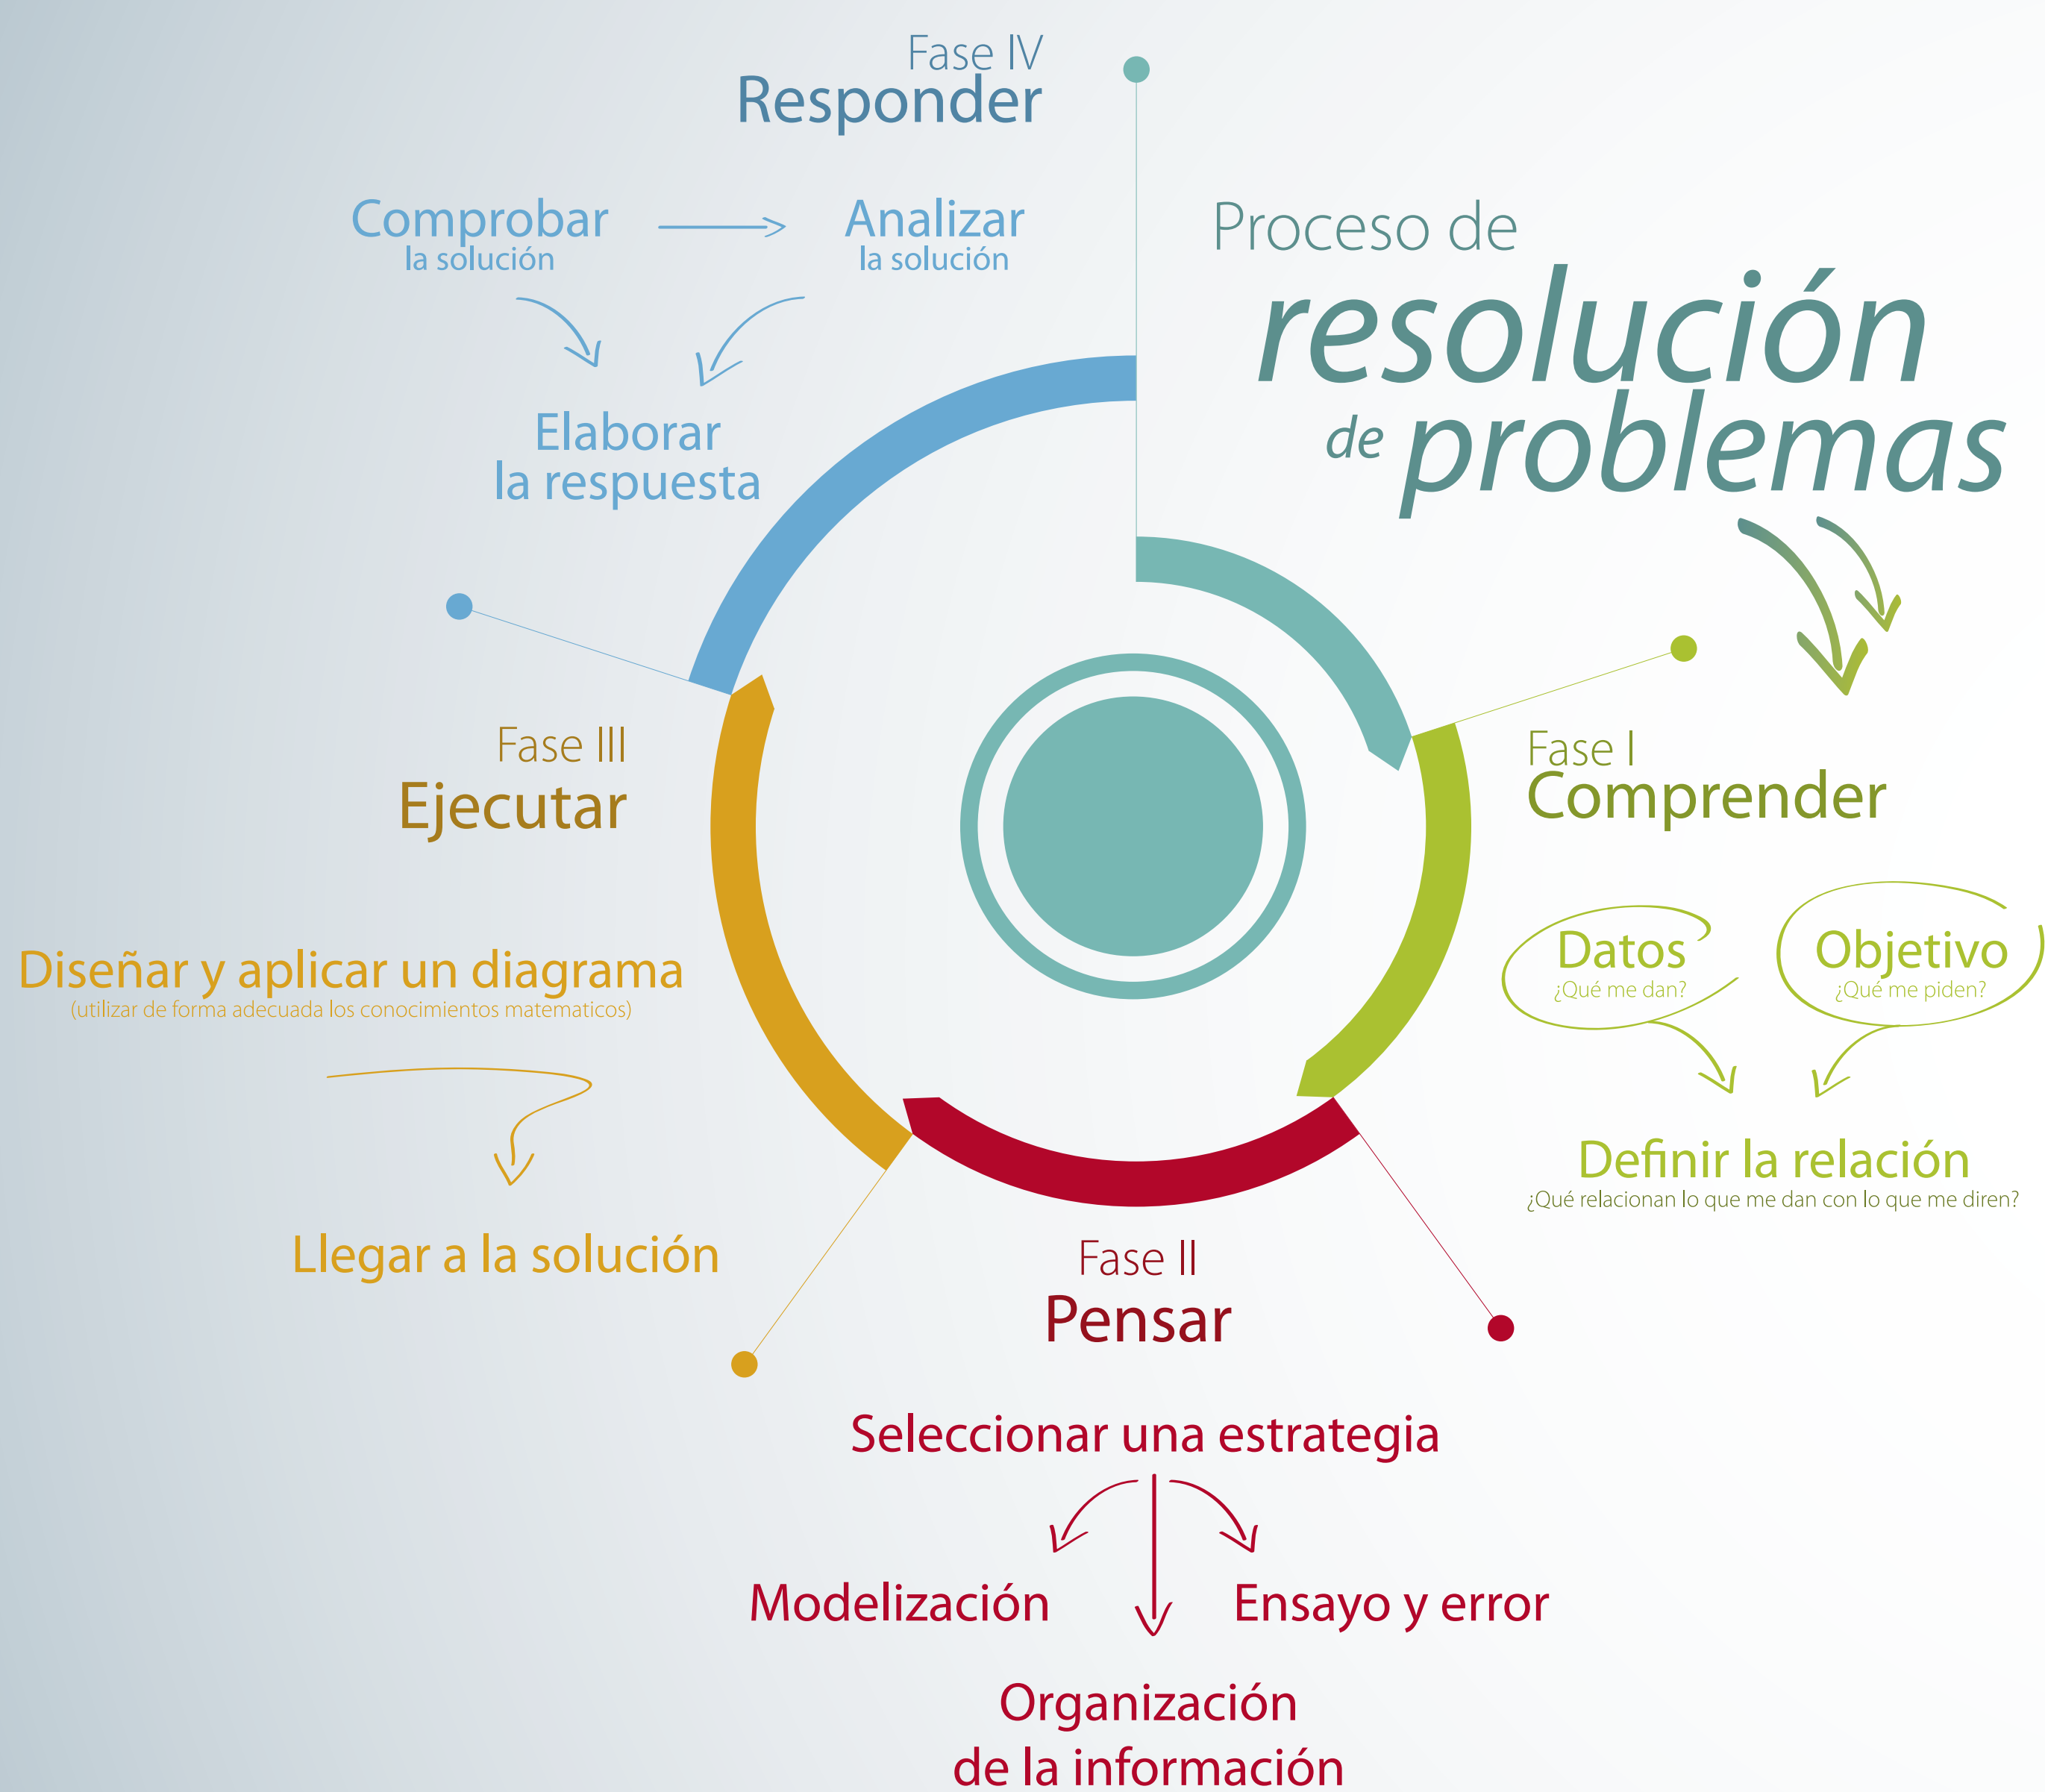 Proceso de
resolución
de problemas
Fase I
Comprender
Datos
¿Qué me dan?
Objetivo
¿Qué me piden?
Definir la relación
¿Qué relacionan lo que me dan con lo que me diren?
Fase II
Pensar
Seleccionar una estrategia
Modelización
Ensayo y error
Organización
de la información
Fase III
Ejecutar
Diseñar y aplicar un diagrama
(utilizar de forma adecuada los conocimientos matematicos)
Llegar a la solución
Fase IV
Responder
Comprobar
la solución
Analizar
la solución
Elaborar
la respuesta